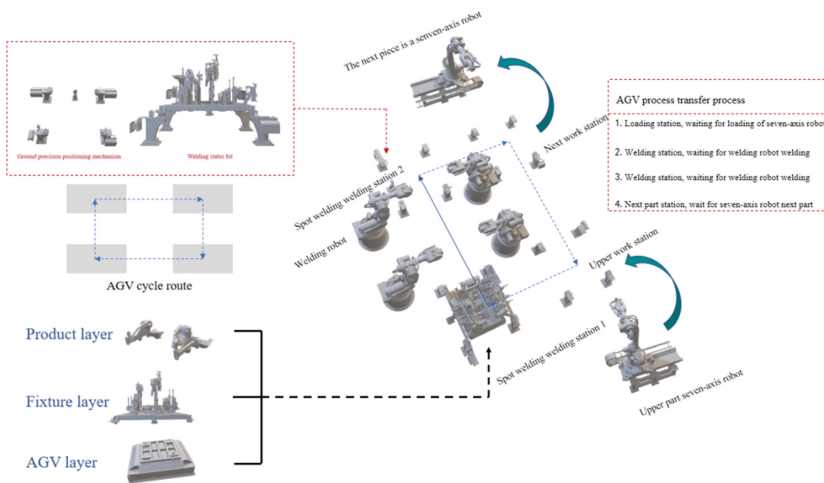 The next piece is a senven-axis robot
Ground precision positioning mechanism
Welding status bit
AGV process transfer process
1. Loading station, waiting for loading of seven-axis robot
2. Welding station, waiting for welding robot welding
3. Welding station, waiting for welding robot welding
4. Next part station, wait for seven-axis robot next part
Next work station
Spot welding welding station 2
Welding robot
AGV cycle route
Upper work station
Spot welding welding station 1
Upper part seven-axis robot
Product layer
Fixture layer
AGV layer